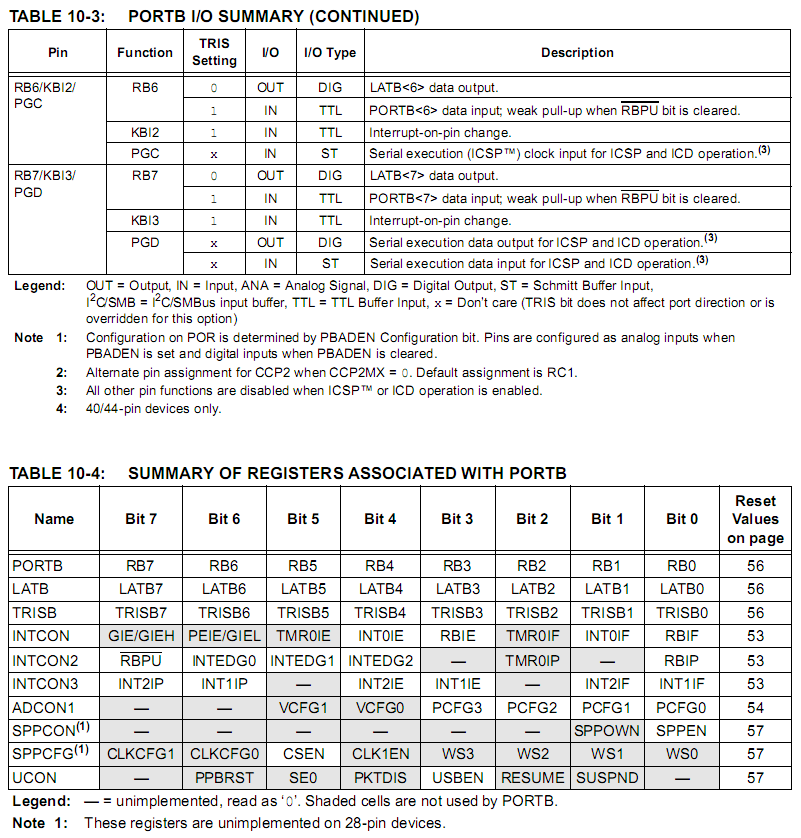 TABLE 10-3: PORTB I/O SUMMARY (CONTINUED)
Pin Function TRIS Setting I/O I/O Type Description
RB6/KBI2/PGC RB6 0 OUT DIG LATB<6> data output.
1 IN TTL PORTB<6> data input; weak pull-up when RBPU bit is cleared.
KBI2 1 IN TTL Interrupt-on-pin change.
PGC x IN ST Serial execution (ICSP™) clock input for ICSP and ICD operation.(3)
RB7/KBI3/PGD RB7 0 OUT DIG LATB<7> data output.
1 IN TTL PORTB<7> data input; weak pull-up when RBPU bit is cleared.
KBI3 1 IN TTL Interrupt-on-pin change.
PGD x OUT DIG Serial execution data output for ICSP and ICD operation.(3)
x IN ST Serial execution data input for ICSP and ICD operation.(3)
Legend: OUT = Output, IN = Input, ANA = Analog Signal, DIG = Digital Output, ST = Schmitt Buffer Input,
I2C/SMB = I2C/SMBus input buffer, TTL = TTL Buffer Input, x = Don't care (TRIS bit does not affect port direction or is
overridden for this option)
Note 1: Configuration on POR is determined by PBADEN Configuration bit. Pins are configured as analog inputs when
PBADEN is set and digital inputs when PBADEN is cleared.
2: Alternate pin assignment for CCP2 when CCP2MX = 0. Default assignment is RC1.
3: All other pin functions are disabled when ICSP™ or ICD operation is enabled.
4: 40/44-pin devices only.
TABLE 10-4: SUMMARY OF REGISTERS ASSOCIATED WITH PORTB
Name Bit 7 Bit 6 Bit 5 Bit 4 Bit 3 Bit 2 Bit 1 Bit 0 Reset Values on page
PORTB RB7 RB6 RB5 RB4 RB3 RB2 RB1 RB0 56
LATB LATB7 LATB6 LATB5 LATB4 LATB3 LATB2 LATB1 LATB0 56
TRISB TRISB7 TRISB6 TRISB5 TRISB4 TRISB3 TRISB2 TRISB1 TRISB0 56
INTCON GIE/GIEH PEIE/GIEL TMR0IE INT0IE RBIE TMR0IF INT0IF RBIF 53
INTCON2 RBPU INTEDG0 INTEDG1 INTEDG2 — TMR0IP — RBIP 53
INTCON3 INT2IP INT1IP — INT2IE INT1IE — INT2IF INT1IF 53
ADCON1 — — VCFG1 VCFG0 PCFG3 PCFG2 PCFG1 PCFG0 54
SPPCON(1) — — — — — — SPPOWN SPPEN 57
SPPCFG(1) CLKCFG1 CLKCFG0 CSEN CLK1EN WS3 WS2 WS1 WS0 57
UCON — PPBRST SE0 PKTDIS USBEN RESUME SUSPND — 57
Legend: — = unimplemented, read as '0'. Shaded cells are not used by PORTB.
Note 1: These registers are unimplemented on 28-pin devices.